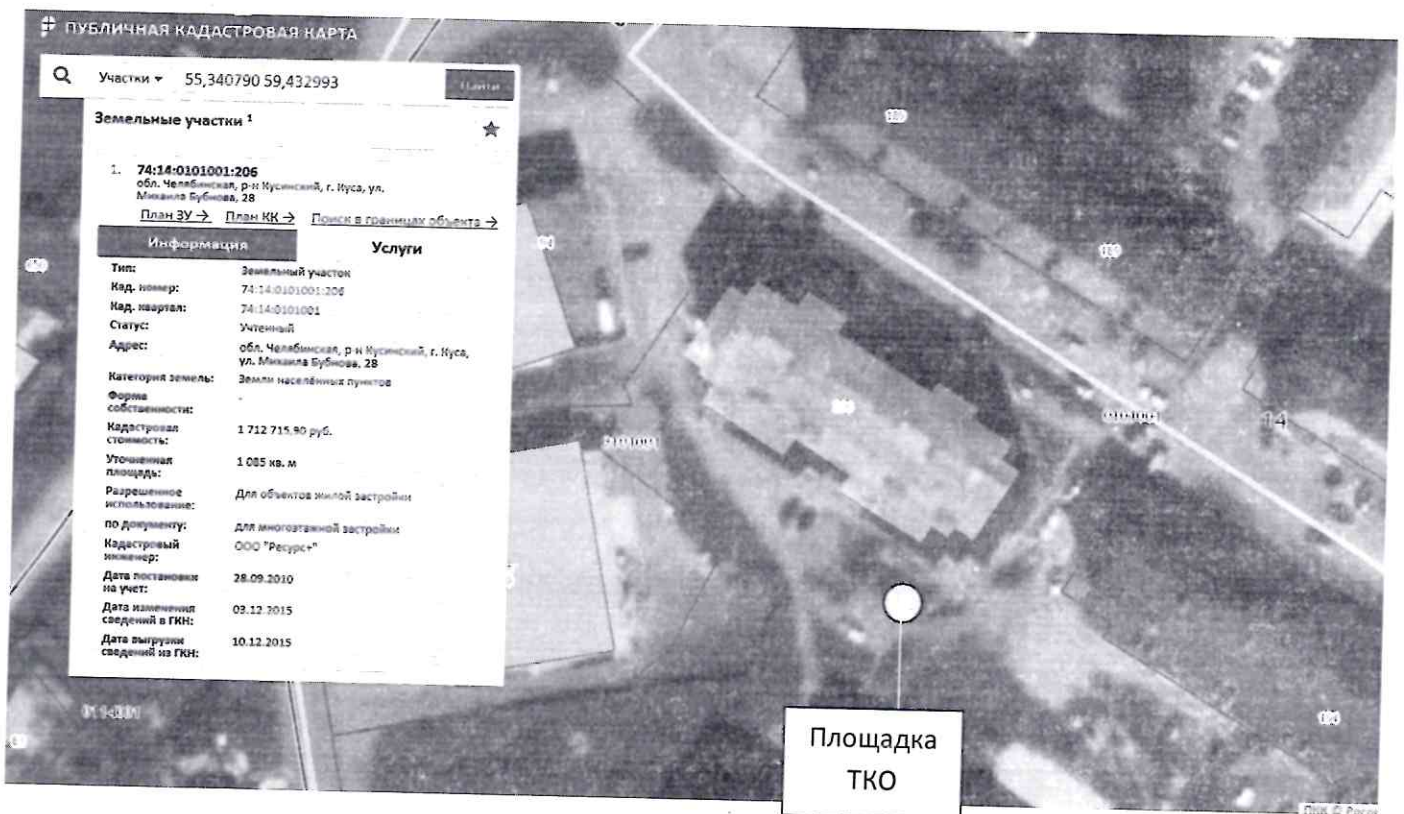 ПУБЛИЧНАЯ КАДАСТРОВАЯ КАРТА
Участки 55,340790 59,432993 Найти
Земельные участки 1
1. 74:14:0101001:206
обл. Челябинская, р-н Кусинский, г. Куса, ул.
Михаила Бубнова, 28
План ЗУ → План КК → Поиск в границах объекта →
Информация Услуги
Тип: Земельный участок
Кад. номер: 74:14:0101001:206
Кад. квартал: 74:14:0101001
Статус: Учтенный
Адрес: обл. Челябинская, р-н Кусинский, г. Куса,
ул. Михаила Бубнова, 28
Категория земель: Земли населённых пунктов
Форма
собственности: -
Кадастровая
стоимость: 1 712 715,90 руб.
Уточненная
площадь: 1 085 кв. м
Разрешенное
использование: Для объектов жилой застройки
по документу: для многоэтажной застройки
Кадастровый
инженер: ООО "Ресурс+"
Дата постановки
на учет: 28.09.2010
Дата изменения
сведений в ГКН: 03.12.2015
Дата выгрузки
сведений из ГКН: 10.12.2015
14
Площадка
ТКО